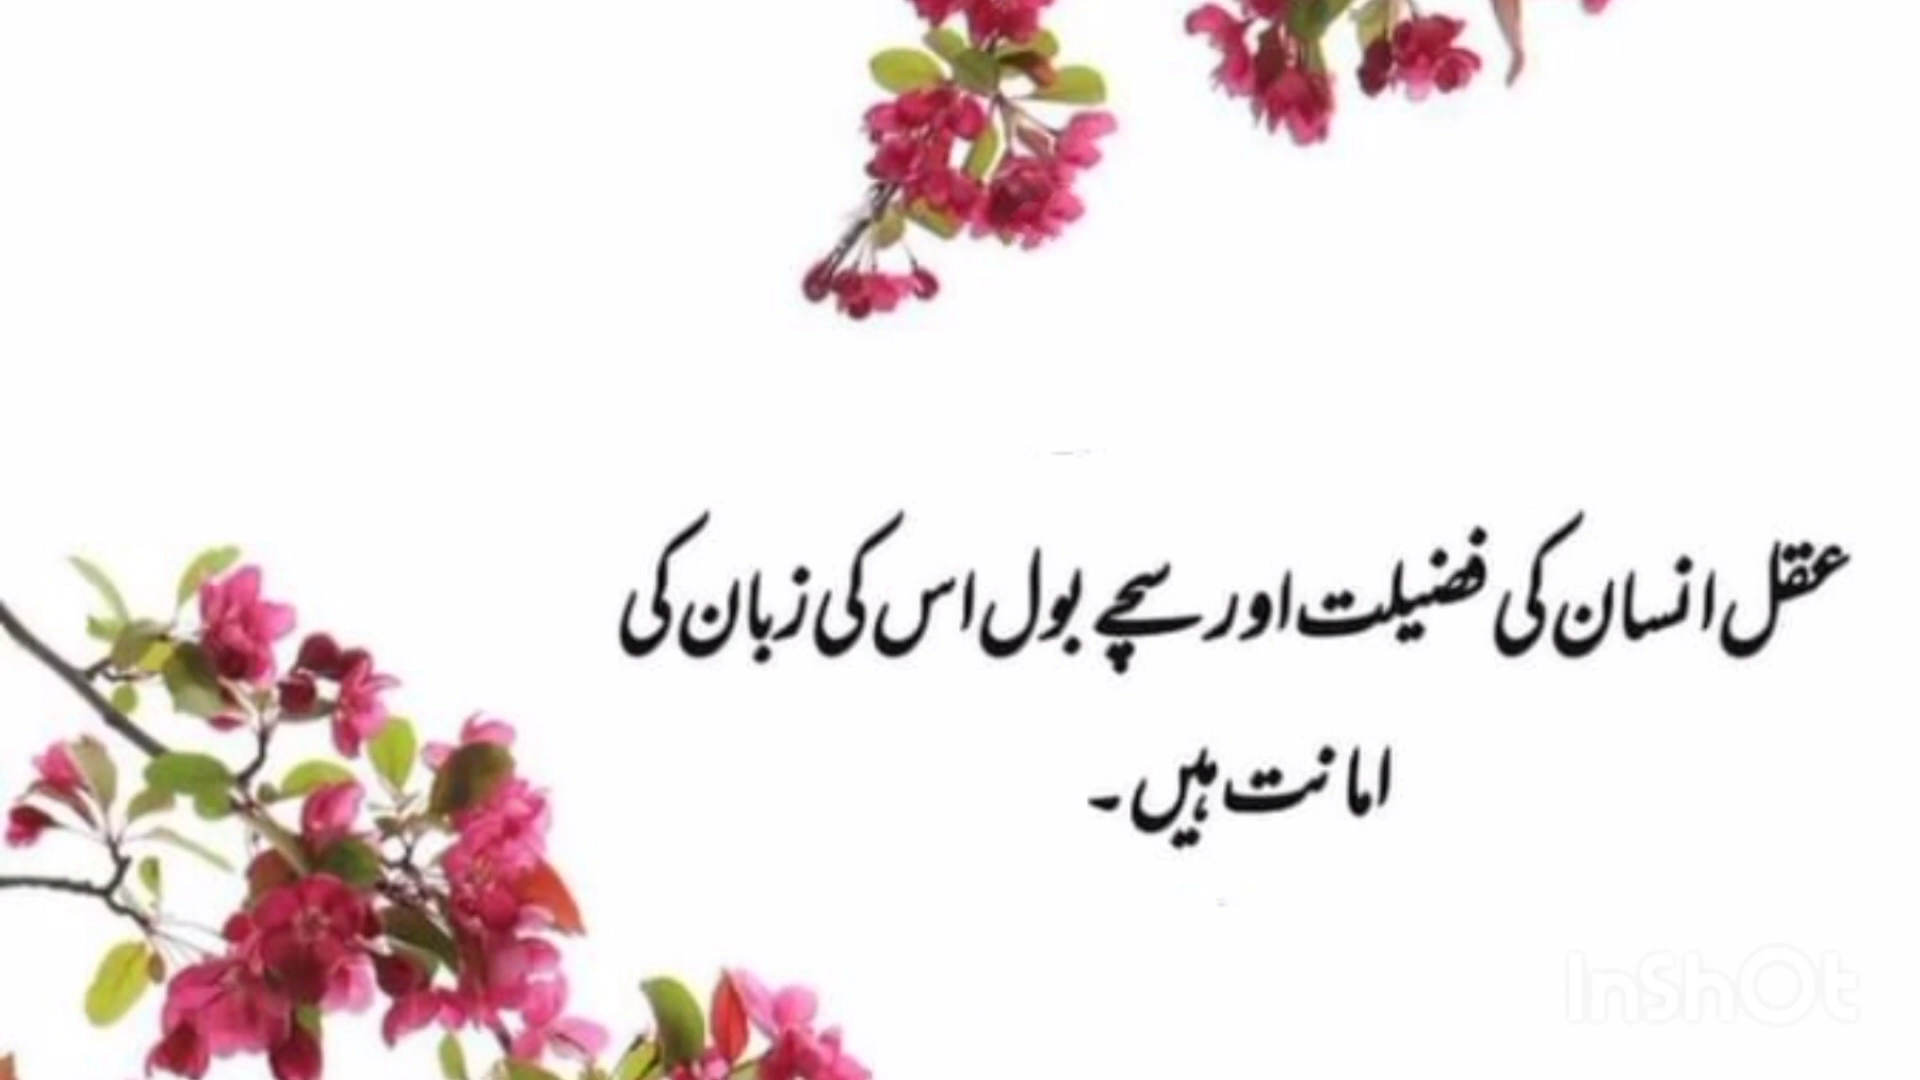 عقل انسان کی فضیلت اور سچے بول اس کی زبان کی
امانت ہیں۔
InShOt